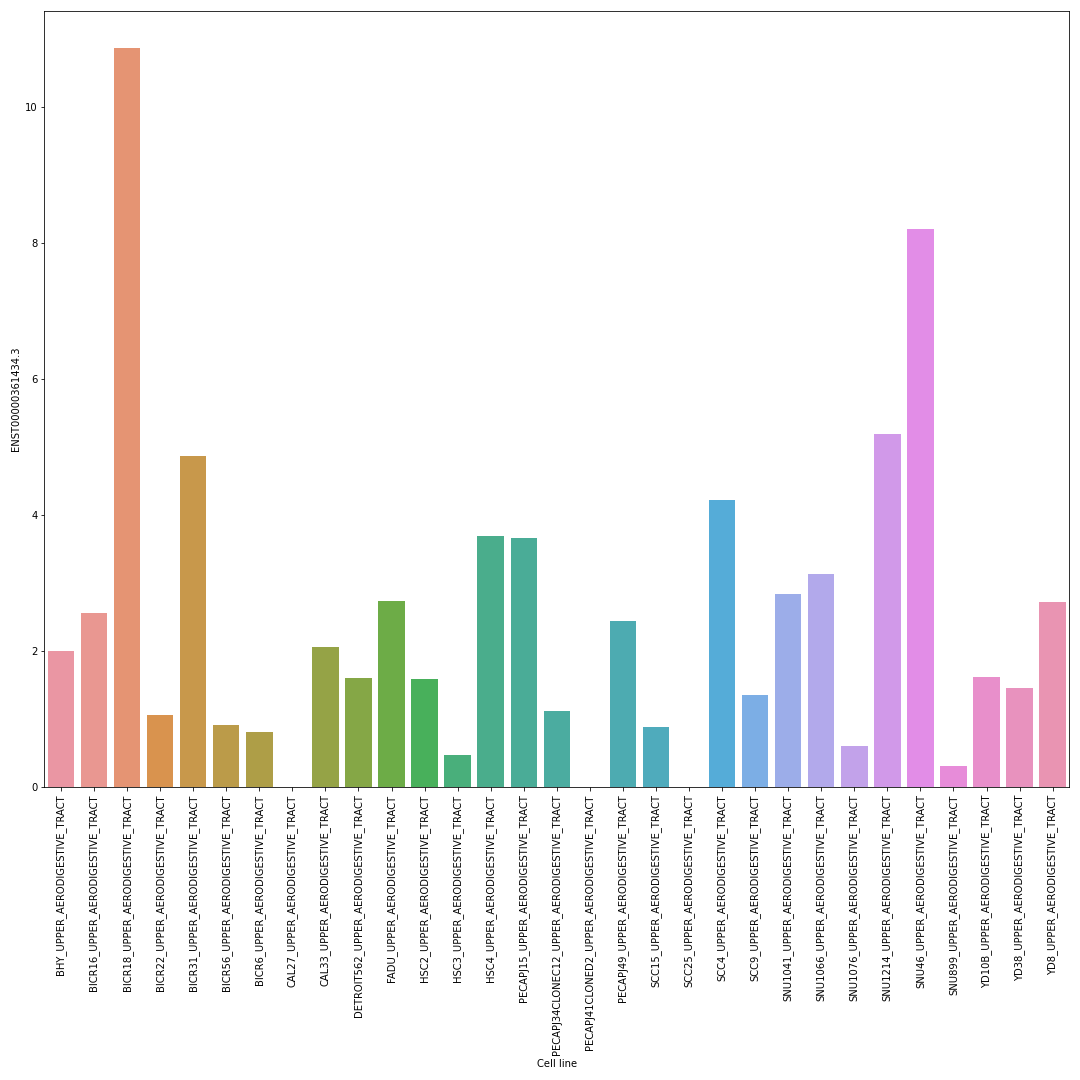 10
8
6
4
2
0
ENST00000361434.3
BHY_UPPER_AERODIGESTIVE_TRACT
BICR16_UPPER_AERODIGESTIVE_TRACT
BICR18_UPPER_AERODIGESTIVE_TRACT
BICR22_UPPER_AERODIGESTIVE_TRACT
BICR31_UPPER_AERODIGESTIVE_TRACT
BICR56_UPPER_AERODIGESTIVE_TRACT
BICR6_UPPER_AERODIGESTIVE_TRACT
CAL27_UPPER_AERODIGESTIVE_TRACT
CAL33_UPPER_AERODIGESTIVE_TRACT
DETROIT562_UPPER_AERODIGESTIVE_TRACT
FADU_UPPER_AERODIGESTIVE_TRACT
HSC2_UPPER_AERODIGESTIVE_TRACT
HSC3_UPPER_AERODIGESTIVE_TRACT
HSC4_UPPER_AERODIGESTIVE_TRACT
PECAPJ15_UPPER_AERODIGESTIVE_TRACT
PECAPJ34CLONEC12_UPPER_AERODIGESTIVE_TRACT
PECAPJ41CLONED2_UPPER_AERODIGESTIVE_TRACT
PECAPJ49_UPPER_AERODIGESTIVE_TRACT
SCC15_UPPER_AERODIGESTIVE_TRACT
SCC25_UPPER_AERODIGESTIVE_TRACT
SCC4_UPPER_AERODIGESTIVE_TRACT
SCC9_UPPER_AERODIGESTIVE_TRACT
SNU1041_UPPER_AERODIGESTIVE_TRACT
SNU1066_UPPER_AERODIGESTIVE_TRACT
SNU1076_UPPER_AERODIGESTIVE_TRACT
SNU1214_UPPER_AERODIGESTIVE_TRACT
SNU46_UPPER_AERODIGESTIVE_TRACT
SNU899_UPPER_AERODIGESTIVE_TRACT
YD10B_UPPER_AERODIGESTIVE_TRACT
YD38_UPPER_AERODIGESTIVE_TRACT
YD8_UPPER_AERODIGESTIVE_TRACT
Cell line